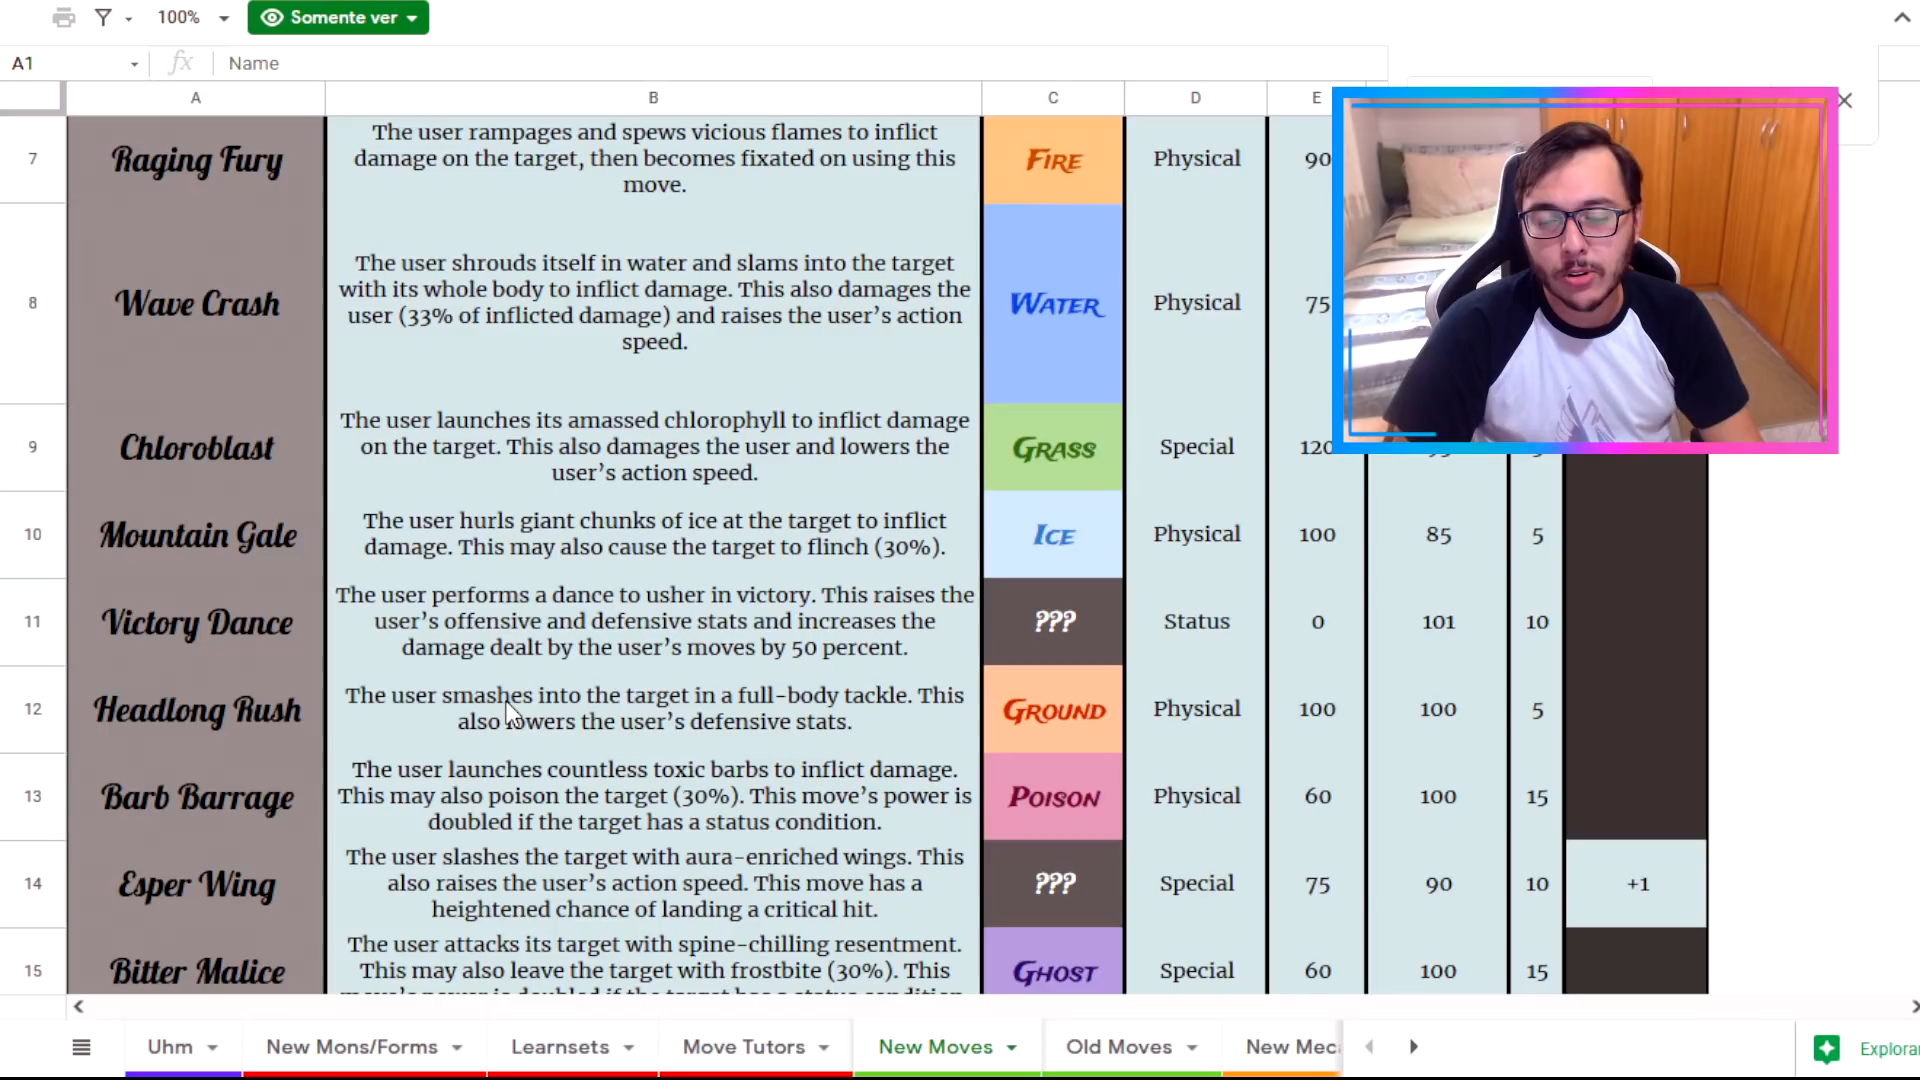 100%
Somente ver
A1
Name
A
B
C
D
E
7
Raging Fury
The user rampages and spews vicious flames to inflict
damage on the target, then becomes fixated on using this
move.
FIRE
Physical
90
8
Wave Crash
The user shrouds itself in water and slams into the target
with its whole body to inflict damage. This also damages the
user (33% of inflicted damage) and raises the user's action
speed.
WATER
Physical
75
9
Chloroblast
The user launches its amassed chlorophyll to inflict damage
on the target. This also damages the user and lowers the
user's action speed.
GRASS
Special
120
10
Mountain Gale
The user hurls giant chunks of ice at the target to inflict
damage. This may also cause the target to flinch (30%).
ICE
Physical
100
85
5
11
Victory Dance
The user performs a dance to usher in victory. This raises the
user's offensive and defensive stats and increases the
damage dealt by the user's moves by 50 percent.
???
Status
0
101
10
12
Headlong Rush
The user smashes into the target in a full-body tackle. This
also lowers the user's defensive stats.
GROUND
Physical
100
100
5
13
Barb Barrage
The user launches countless toxic barbs to inflict damage.
This may also poison the target (30%). This move's power is
doubled if the target has a status condition.
POISON
Physical
60
100
15
14
Esper Wing
The user slashes the target with aura-enriched wings. This
also raises the user's action speed. This move has a
heightened chance of landing a critical hit.
???
Special
75
90
10
+1
15
Bitter Malice
The user attacks its target with spine-chilling resentment.
This may also leave the target with frostbite (30%). This
GHOST
Special
60
100
15
Uhm
New Mons/Forms
Learnsets
Move Tutors
New Moves
Old Moves
New Mec
Explorar